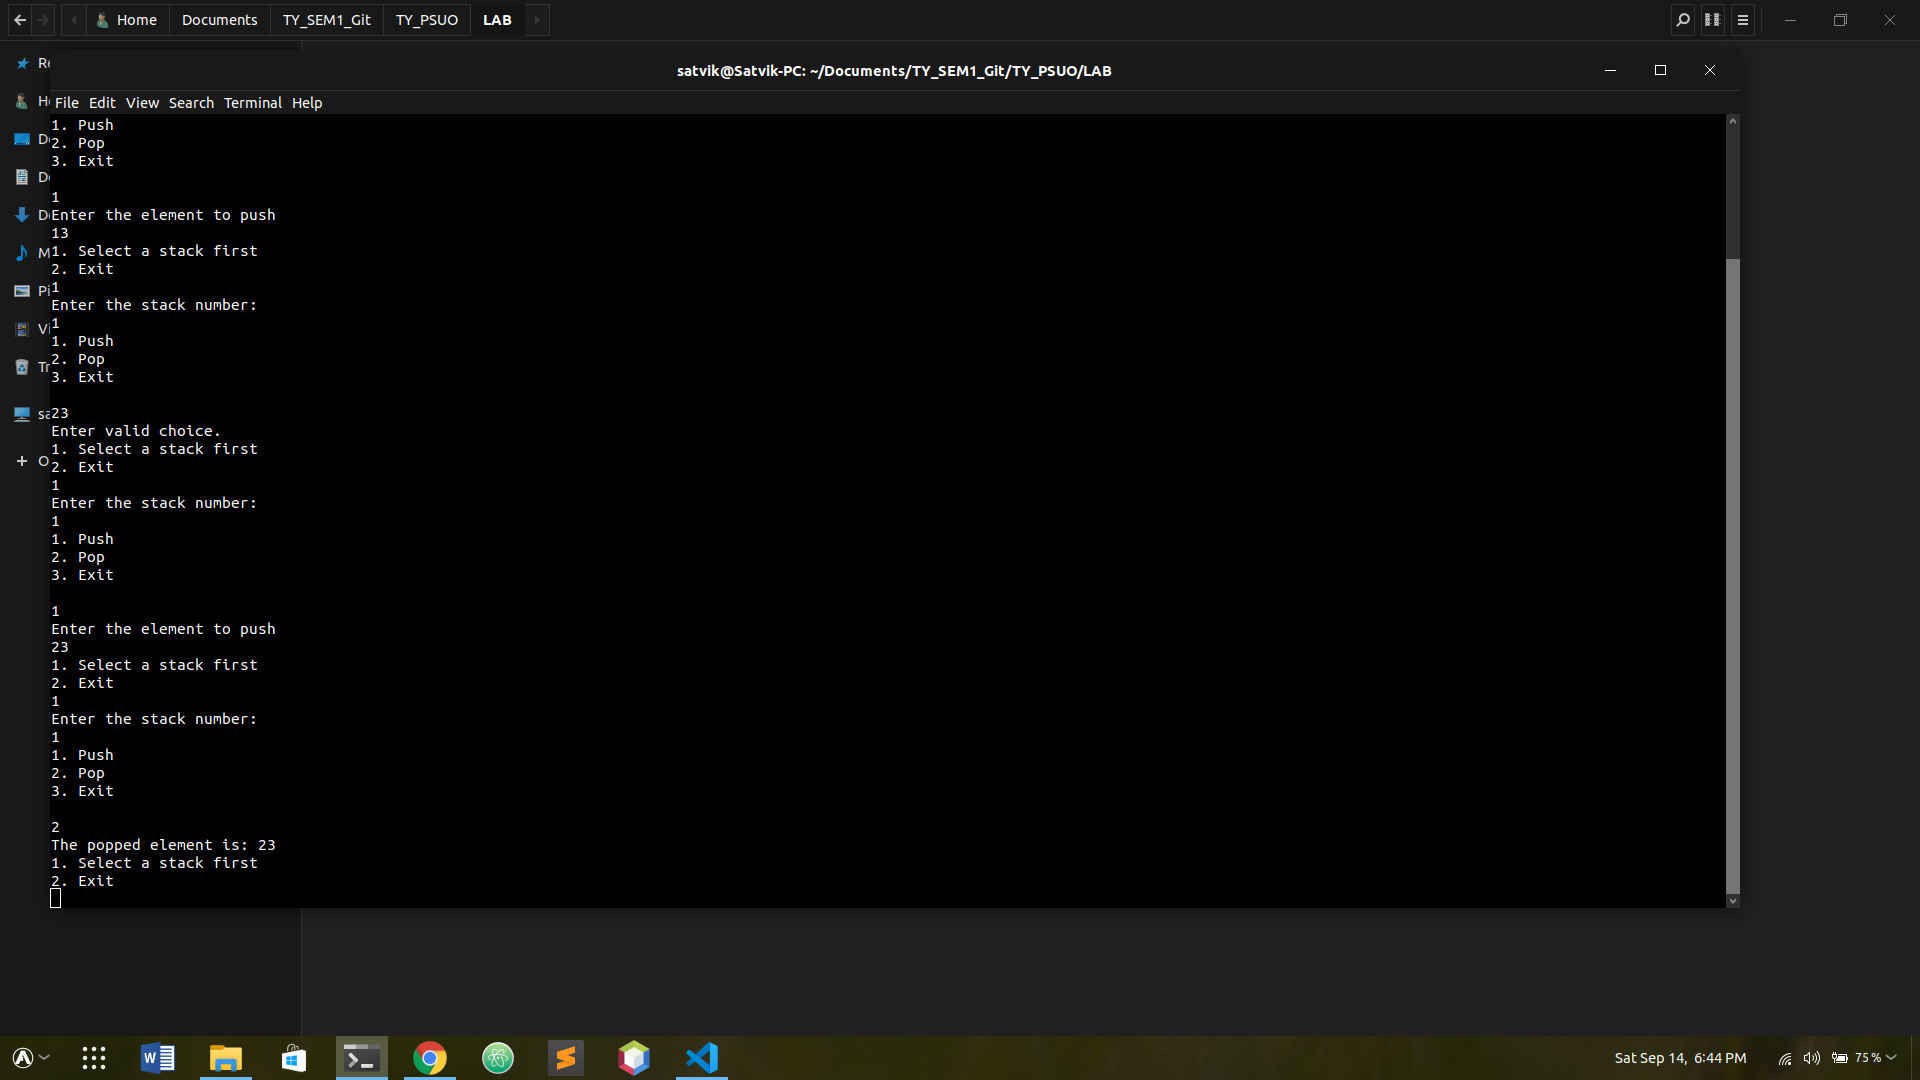 Home Documents TY_SEM1_Git TY_PSUO LAB
satvik@Satvik-PC: ~/Documents/TY_SEM1_Git/TY_PSUO/LAB
File Edit View Search Terminal Help
1. Push
2. Pop
3. Exit
1
Enter the element to push
13
1. Select a stack first
2. Exit
1
Enter the stack number:
1
1. Push
2. Pop
3. Exit
23
Enter valid choice.
1. Select a stack first
2. Exit
1
Enter the stack number:
1
1. Push
2. Pop
3. Exit
1
Enter the element to push
23
1. Select a stack first
2. Exit
1
Enter the stack number:
1
1. Push
2. Pop
3. Exit
2
The popped element is: 23
1. Select a stack first
2. Exit
Sat Sep 14, 6:44 PM 75%